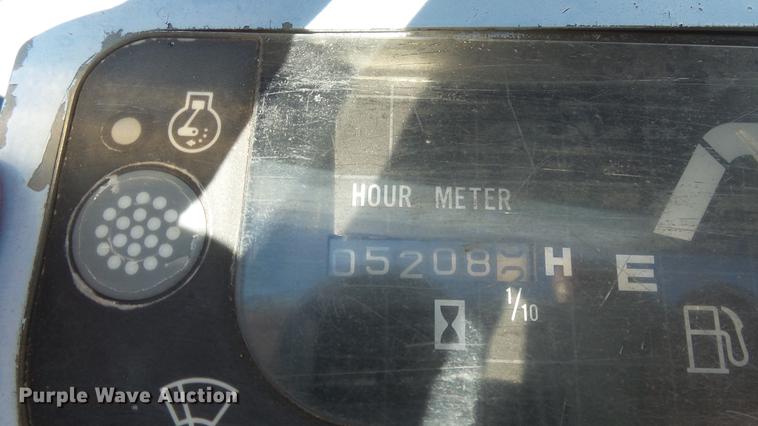 HOUR METER
05208 H E
1/10
Purple Wave Auction